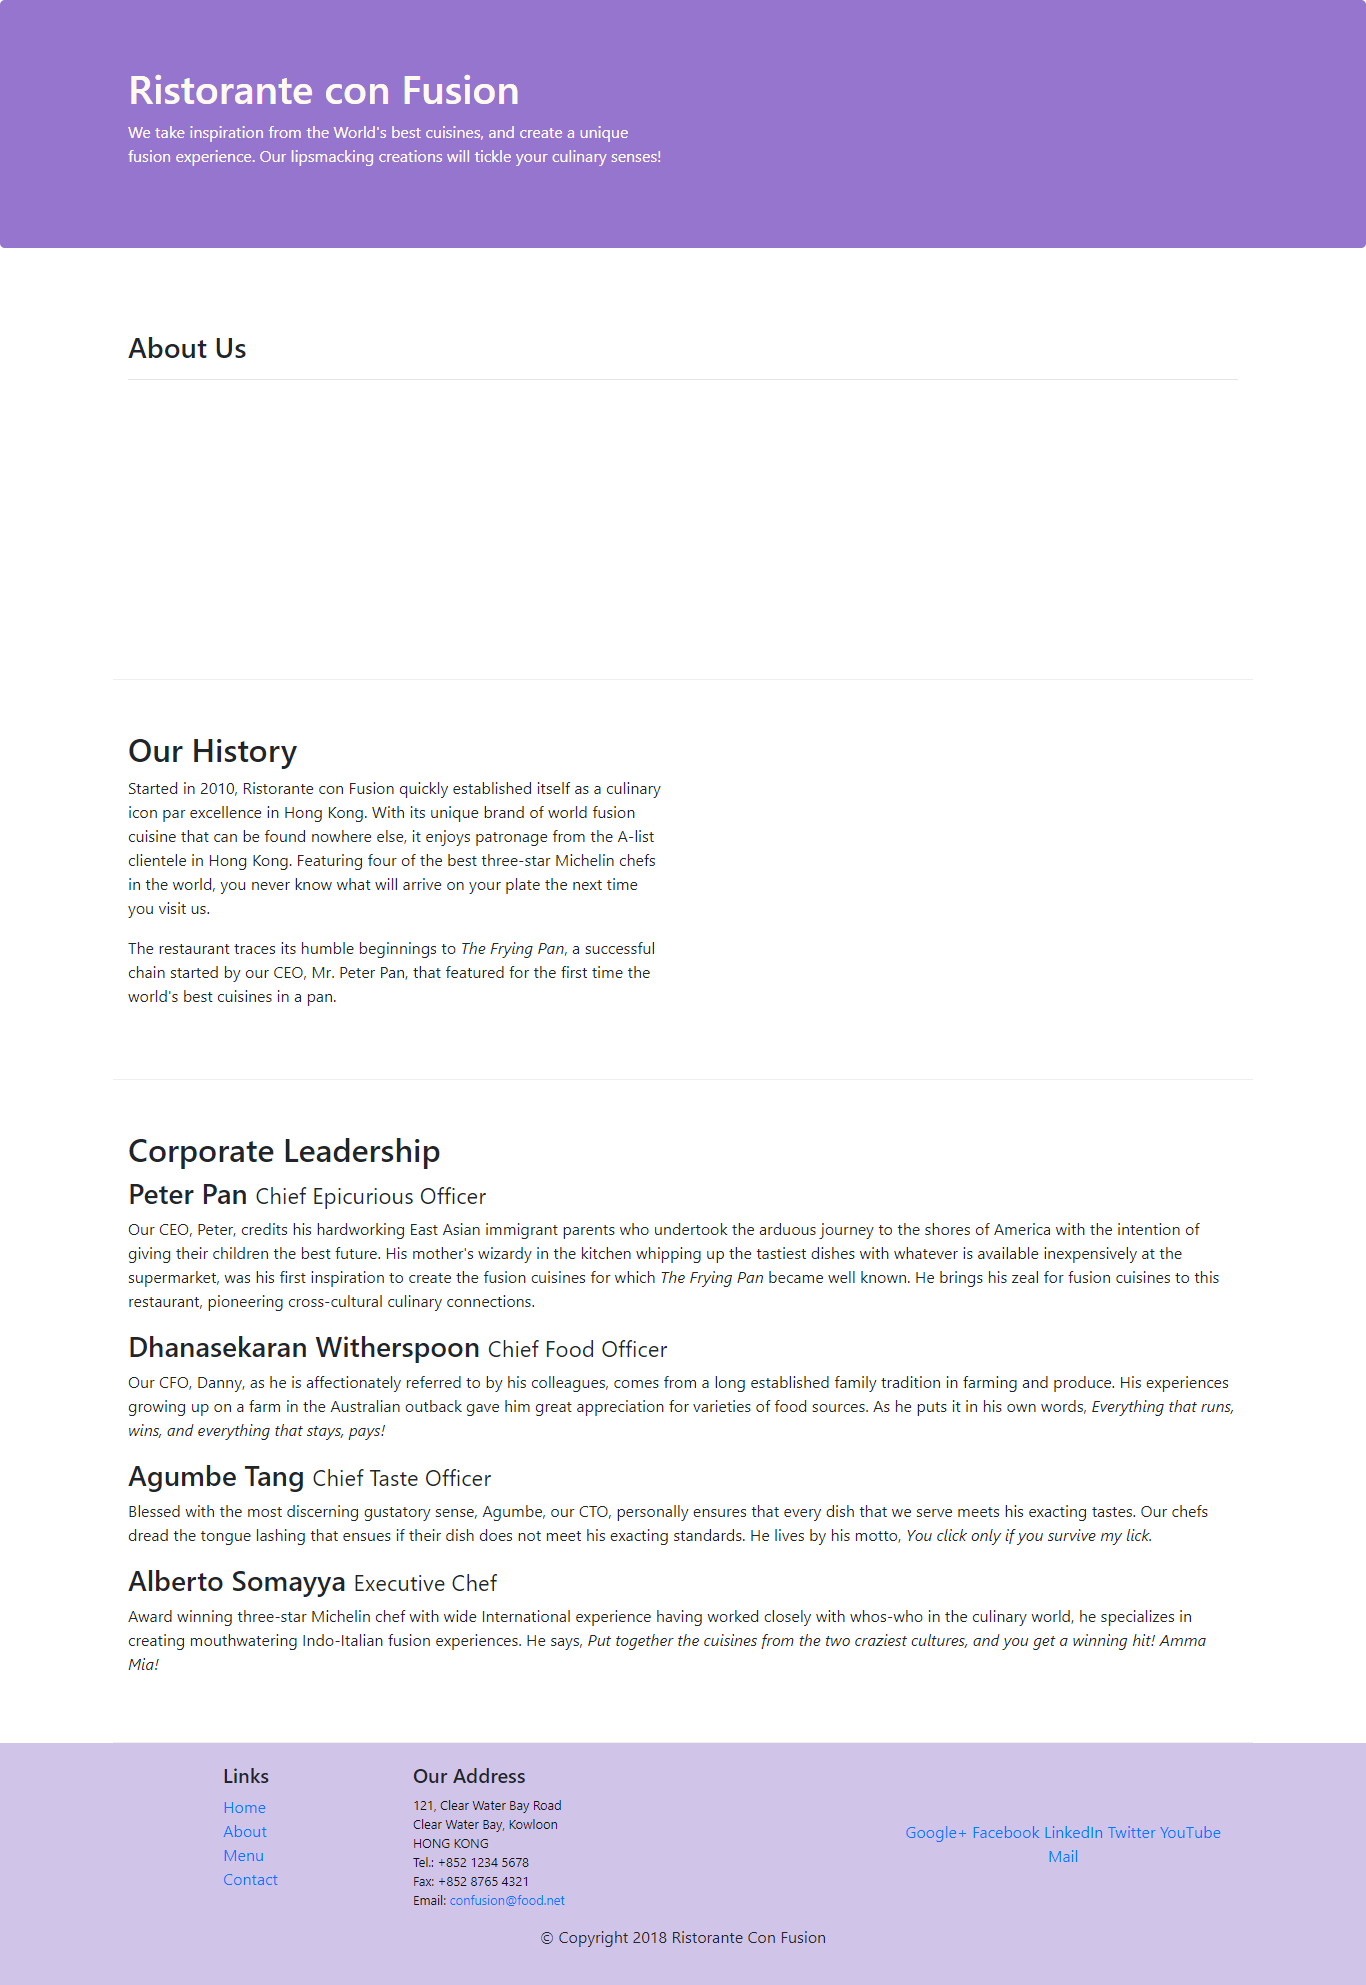 Ristorante con Fusion
We take inspiration from the World's best cuisines, and create a unique
fusion experience. Our lipsmacking creations will tickle your culinary senses!
About Us
Our History
Started in 2010, Ristorante con Fusion quickly established itself as a culinary
icon par excellence in Hong Kong. With its unique brand of world fusion
cuisine that can be found nowhere else, it enjoys patronage from the A-list
clientele in Hong Kong. Featuring four of the best three-star Michelin chefs
in the world, you never know what will arrive on your plate the next time
you visit us.
The restaurant traces its humble beginnings to The Frying Pan, a successful
chain started by our CEO, Mr. Peter Pan, that featured for the first time the
world's best cuisines in a pan.
Corporate Leadership
Peter Pan Chief Epicurious Officer
Our CEO, Peter, credits his hardworking East Asian immigrant parents who undertook the arduous journey to the shores of America with the intention of
giving their children the best future. His mother's wizardy in the kitchen whipping up the tastiest dishes with whatever is available inexpensively at the
supermarket, was his first inspiration to create the fusion cuisines for which The Frying Pan became well known. He brings his zeal for fusion cuisines to this
restaurant, pioneering cross-cultural culinary connections.
Dhanasekaran Witherspoon Chief Food Officer
Our CFO, Danny, as he is affectionately referred to by his colleagues, comes from a long established family tradition in farming and produce. His experiences
growing up on a farm in the Australian outback gave him great appreciation for varieties of food sources. As he puts it in his own words, Everything that runs,
wins, and everything that stays, pays!
Agumbe Tang Chief Taste Officer
Blessed with the most discerning gustatory sense, Agumbe, our CTO, personally ensures that every dish that we serve meets his exacting tastes. Our chefs
dread the tongue lashing that ensues if their dish does not meet his exacting standards. He lives by his motto, You click only if you survive my lick.
Alberto Somayya Executive Chef
Award winning three-star Michelin chef with wide International experience having worked closely with whos-who in the culinary world, he specializes in
creating mouthwatering Indo-Italian fusion experiences. He says, Put together the cuisines from the two craziest cultures, and you get a winning hit! Amma
Mia!
Links
Home
About
Menu
Contact
Our Address
121, Clear Water Bay Road
Clear Water Bay, Kowloon
HONG KONG
Tel.: +852 1234 5678
Fax: +852 8765 4321
Email: confusion@food.net
Google+ Facebook LinkedIn Twitter YouTube
Mail
© Copyright 2018 Ristorante Con Fusion